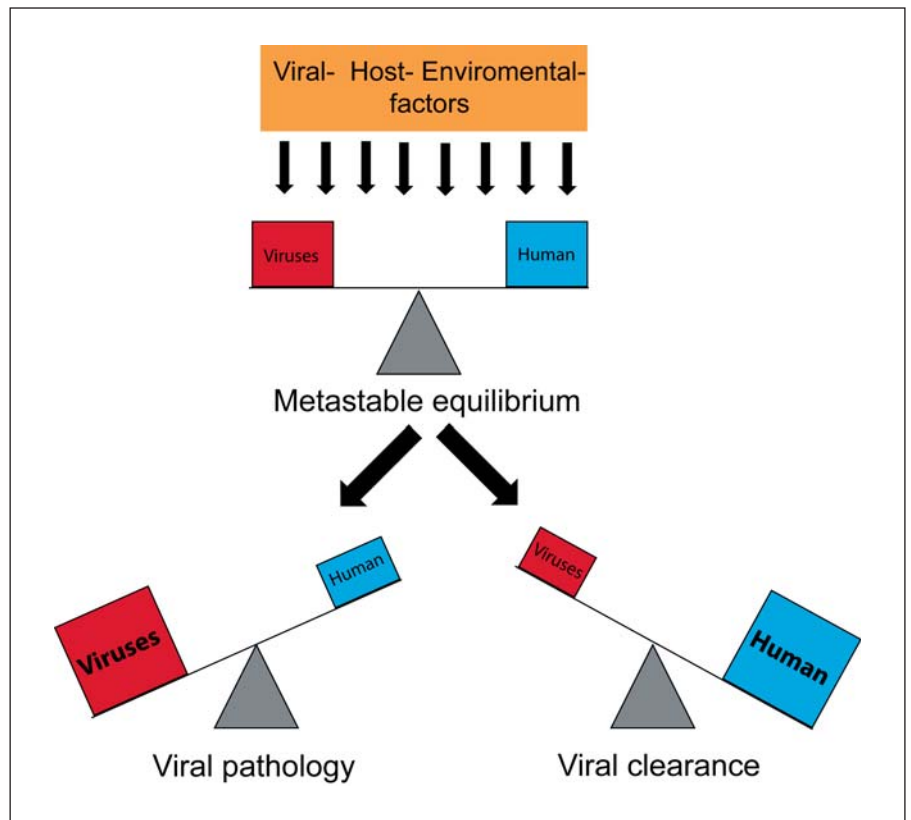 Viral- Host- Enviromental-
factors
Viruses
Human
Metastable equilibrium
Viruses
Human
Viruses
Human
Viral pathology
Viral clearance